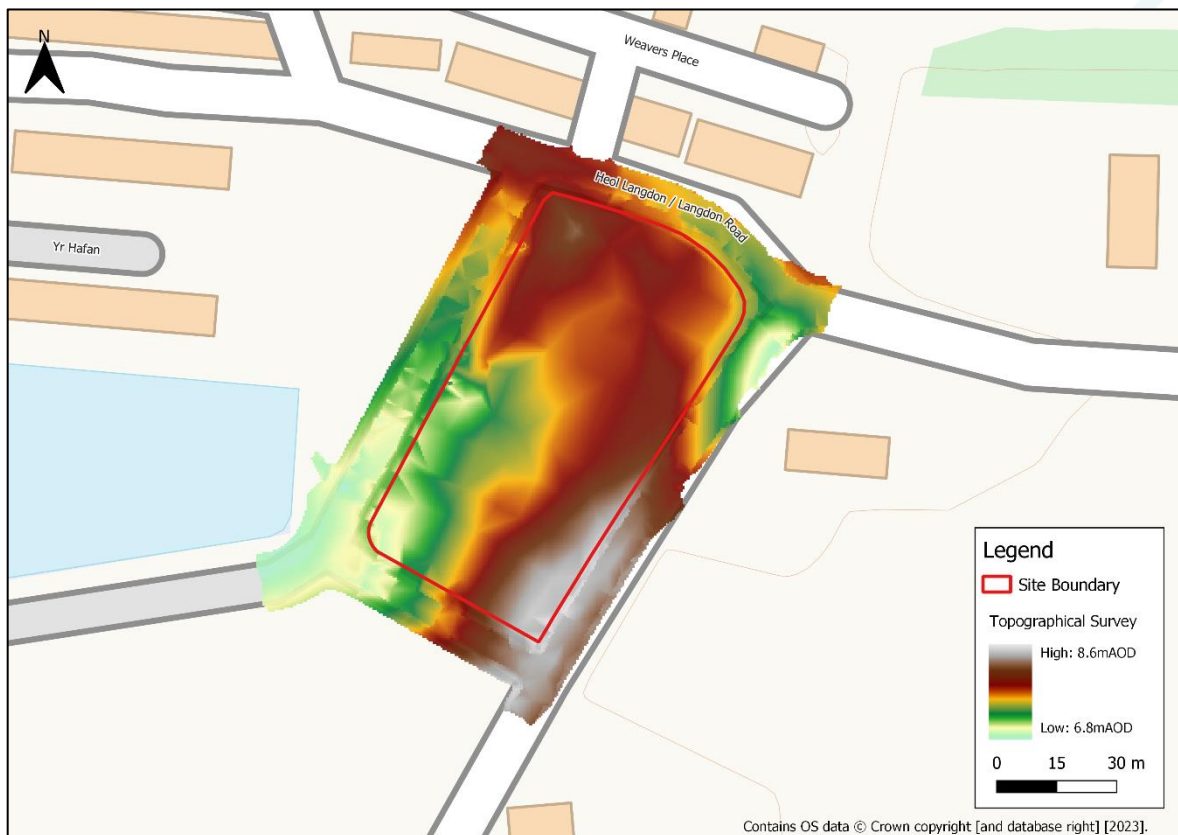 N
Weavers Place
Heol Langdon / Langdon Road
Yr Hafan
Legend
Site Boundary
Topographical Survey
High: 8.6mAOD
Low: 6.8mAOD
0 15 30 m
Contains OS data © Crown copyright [and database right] [2023].